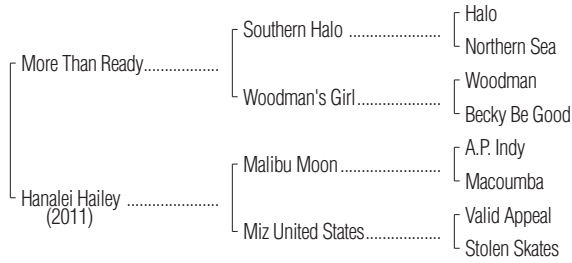 Halo
Southern Halo ....................
Northern Sea
More Than Ready..................
Woodman
Woodman's Girl....................
Becky Be Good
A.P. Indy
Malibu Moon ......................
Macoumba
Hanalei Hailey ....................
(2011)
Valid Appeal
Miz United States..................
Stolen Skates